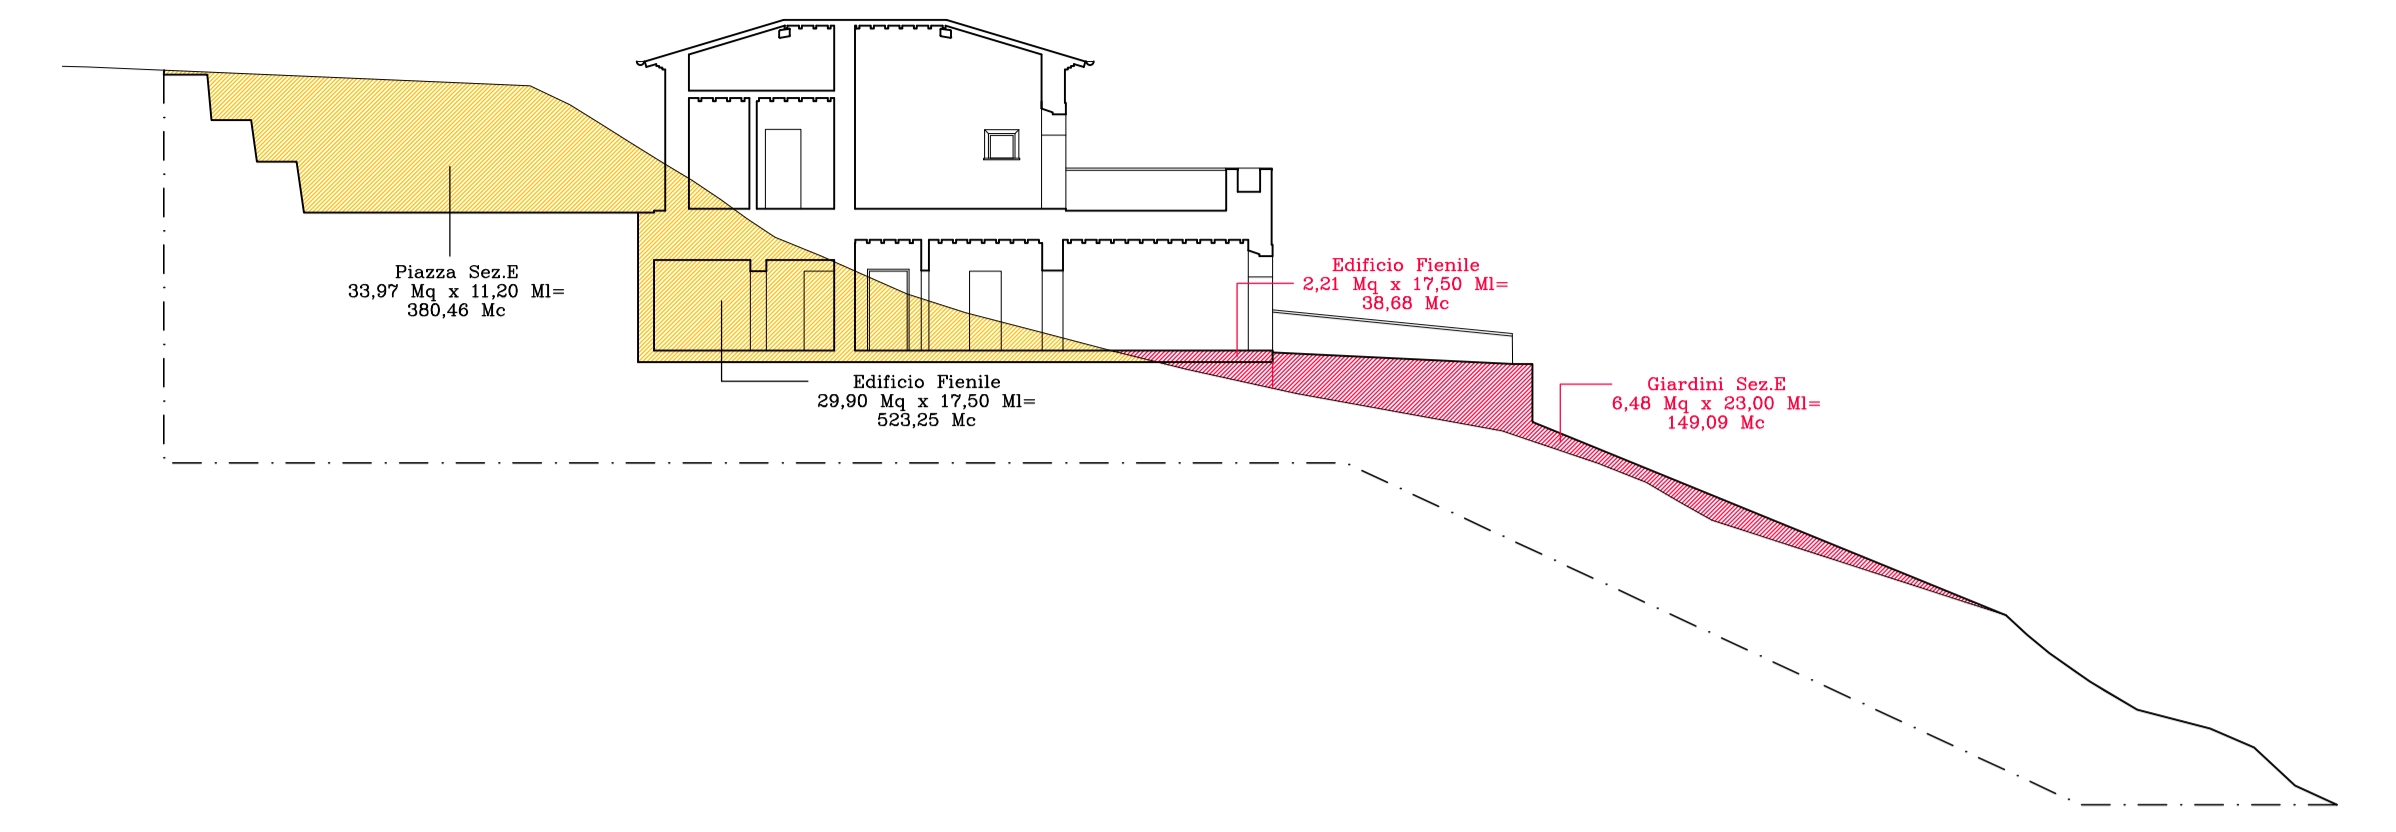 Piazza Sez.E
33,97 Mq x 11,20 Ml=
380,46 Mc
Edificio Fienile
29,90 Mq x 17,50 Ml=
523,25 Mc
Edificio Fienile
2,21 Mq x 17,50 Ml=
38,68 Mc
Giardini Sez.E
6,48 Mq x 23,00 Ml=
149,09 Mc